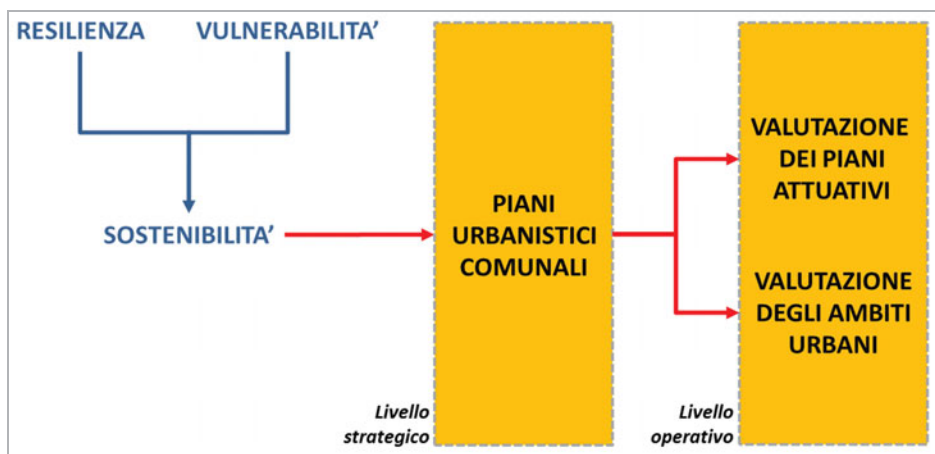 RESILIENZA
VULNERABILITA’
SOSTENIBILITA’
PIANI
URBANISTICI
COMUNALI
Livello
strategico
VALUTAZIONE
DEI PIANI
ATTUATIVI
VALUTAZIONE
DEGLI AMBITI
URBANI
Livello
operativo